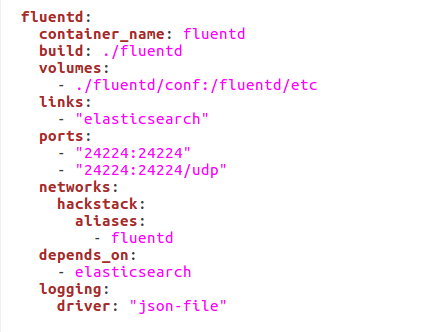 fluentd:
  container_name: fluentd
  build: ./fluentd
  volumes:
    - ./fluentd/conf:/fluentd/etc
  links:
    - "elasticsearch"
  ports:
    - "24224:24224"
    - "24224:24224/udp"
  networks:
    hackstack:
      aliases:
        - fluentd
  depends_on:
    - elasticsearch
  logging:
    driver: "json-file"